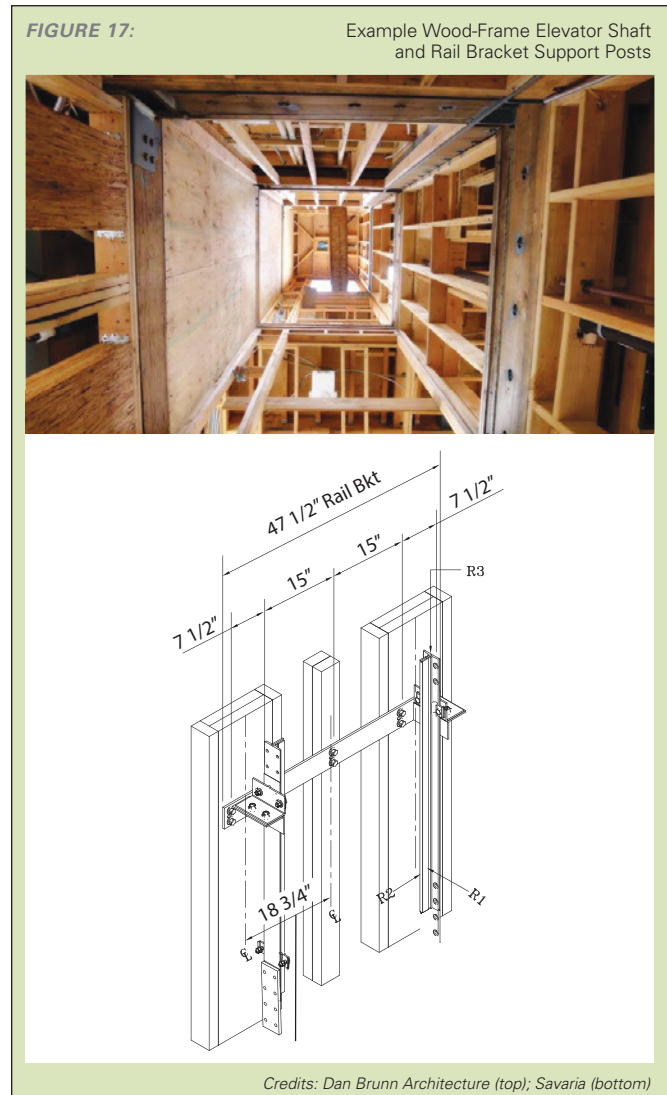 FIGURE 17:
Example Wood-Frame Elevator Shaft
and Rail Bracket Support Posts
47 1/2" Rail Bkt
7 1/2"
15"
15"
7 1/2"
R3
18 3/4"
℄
℄
R2
R1
Credits: Dan Brunn Architecture (top); Savaria (bottom)